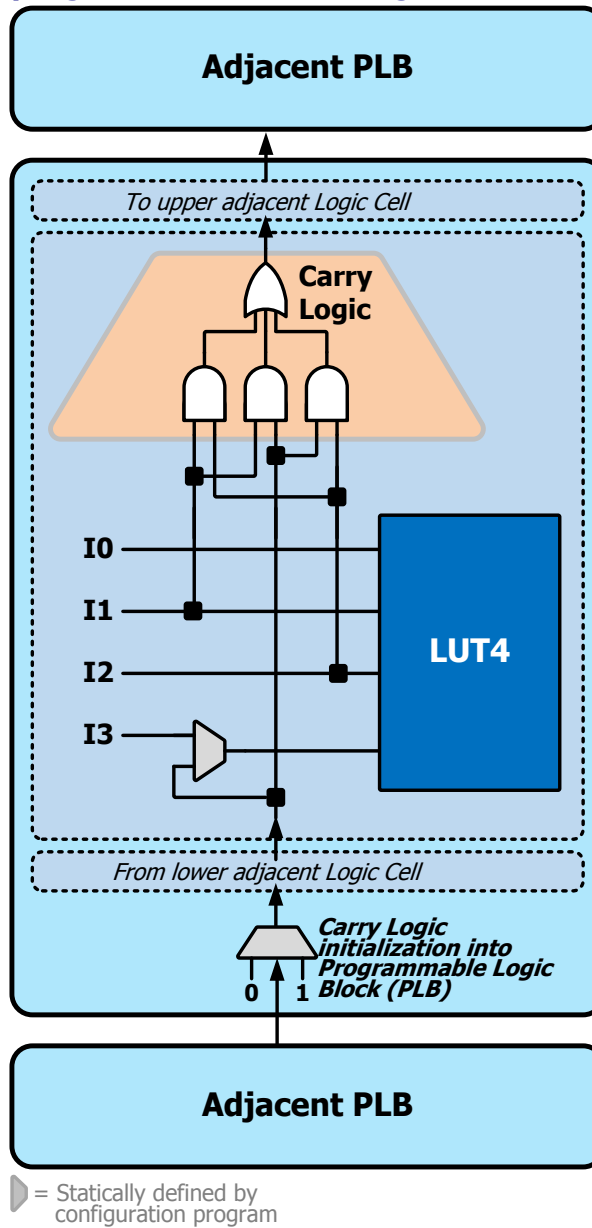 Adjacent PLB
To upper adjacent Logic Cell
Carry
Logic
I0
I1
LUT4
I2
I3
From lower adjacent Logic Cell
Carry Logic
initialization into
Programmable Logic
Block (PLB)
0 1
Adjacent PLB
= Statically defined by
configuration program